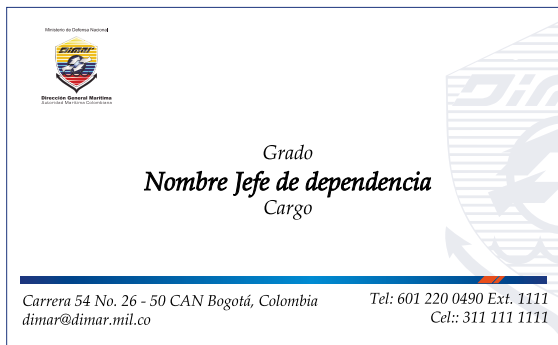 Ministerio de Defensa Nacional
Dimar
Dirección General Marítima
Autoridad Marítima Colombiana
Grado
Nombre Jefe de dependencia
Cargo
Carrera 54 No. 26 - 50 CAN Bogotá, Colombia
dimar@dimar.mil.co
Tel: 601 220 0490 Ext. 1111
Cel:: 311 111 1111